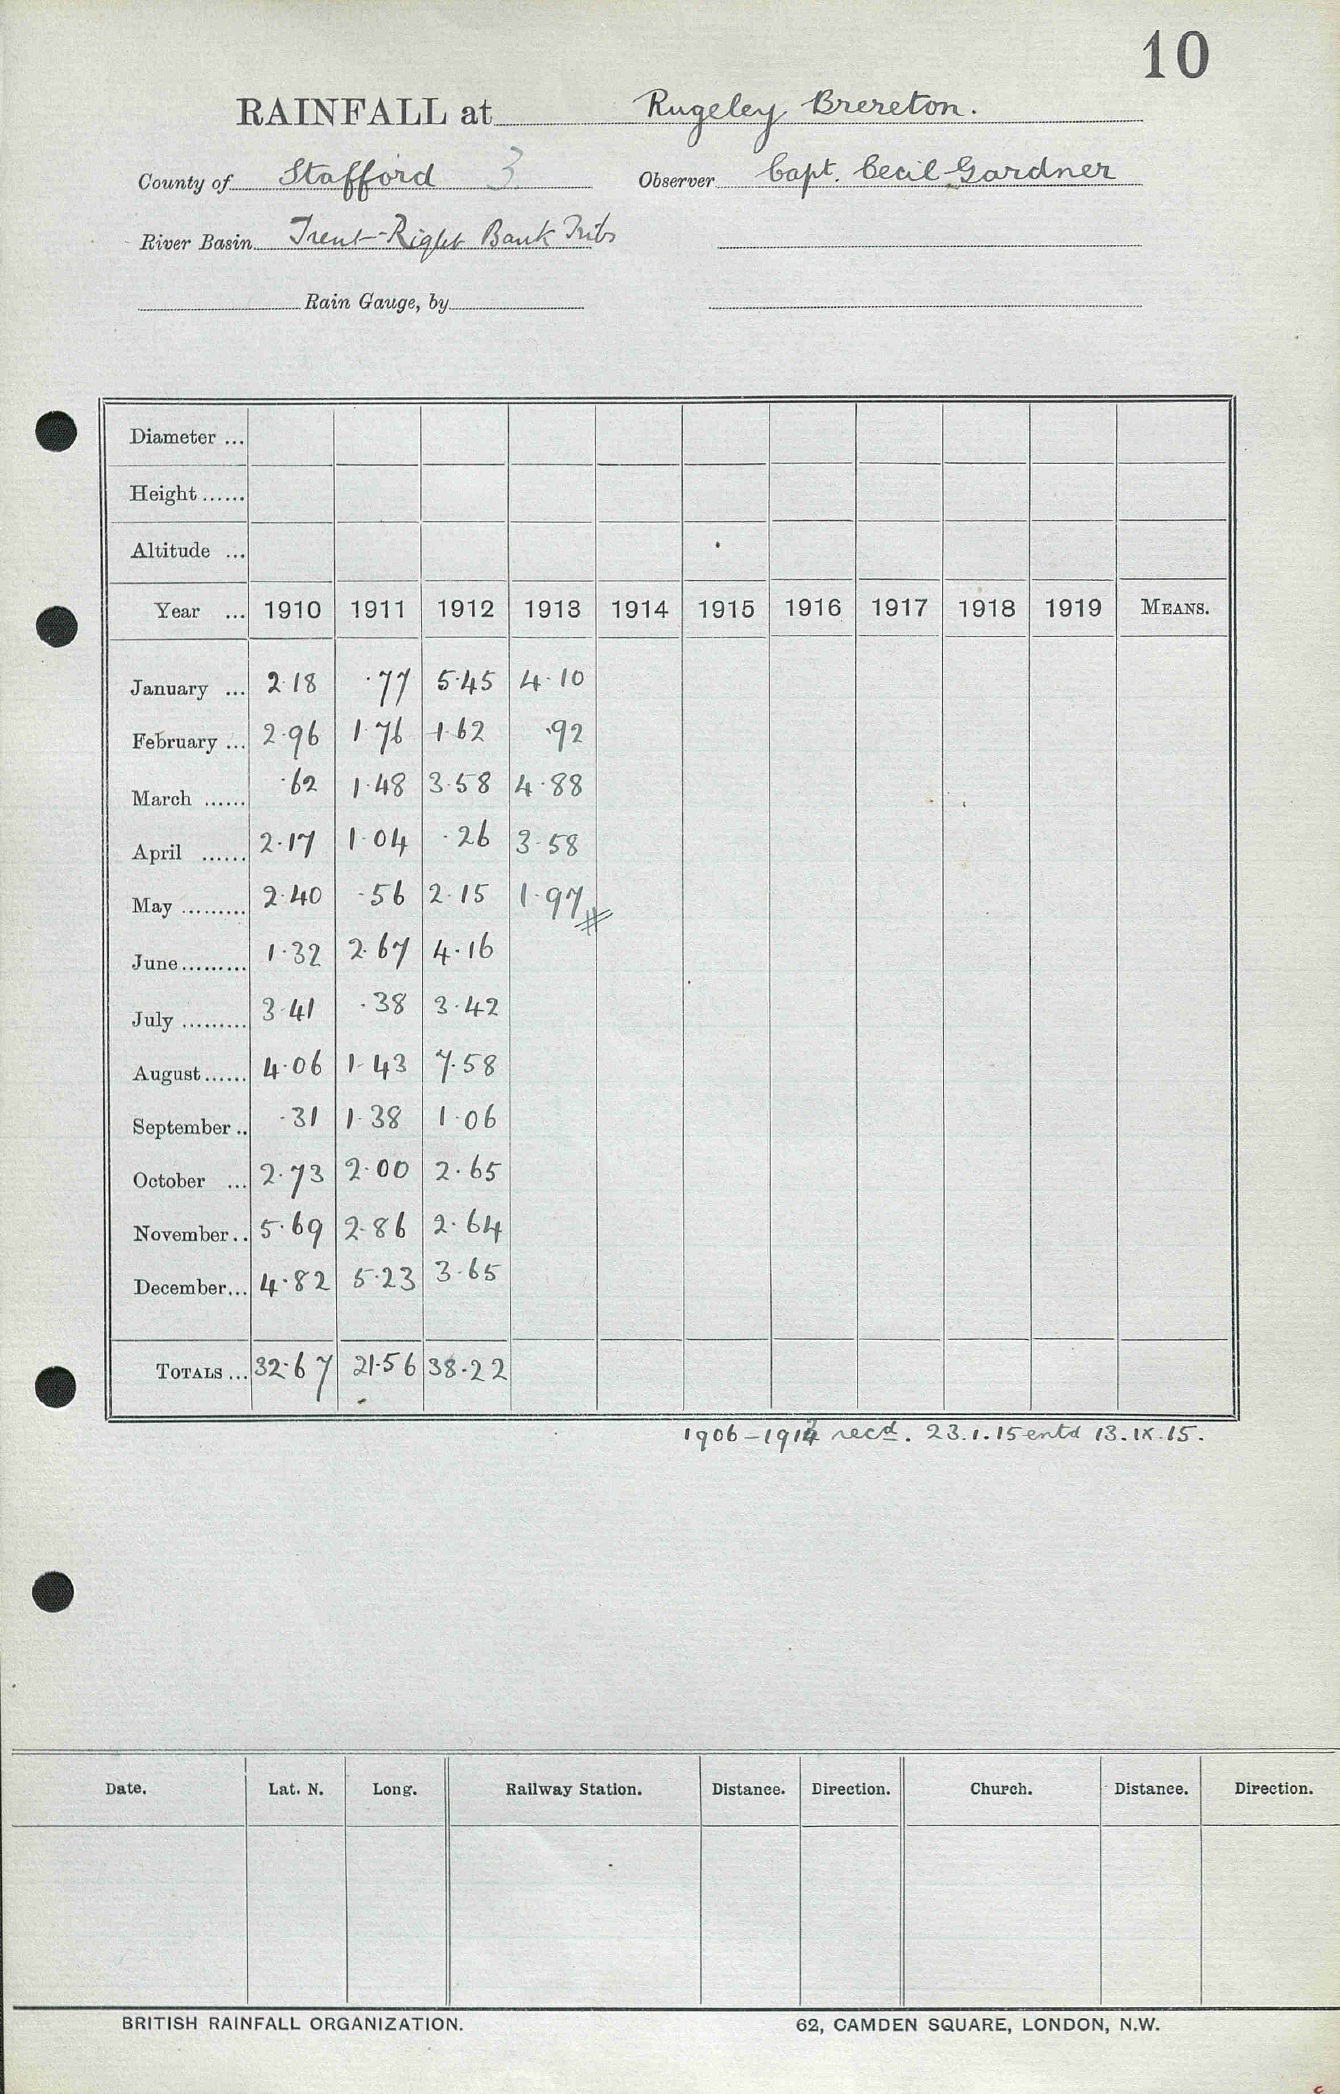 10
RAINFALL at Rugeley Brereton.
County of Stafford 3 Observer Capt. Cecil Gardner
River Basin Trent-Right Bank Tribs
Rain Gauge, by
Diameter ...
Height ......
Altitude ...
Year ... 1910 1911 1912 1913 1914 1915 1916 1917 1918 1919 MEANS.
January ... 2·18 ·77 5·45 4·10
February ... 2·96 1·76 1·62 ·92
March ...... ·62 1·48 3·58 4·88
April ...... 2·17 1·04 ·26 3·58
May ......... 2·40 ·56 2·15 1·97
June ......... 1·32 2·67 4·16
July ......... 3·41 ·38 3·42
August ...... 4·06 1·43 7·58
September .. ·31 1·38 1·06
October ... 2·73 2·00 2·65
November .. 5·69 2·86 2·64
December ... 4·82 5·23 3·65
TOTALS ... 32·67 21·56 38·22
recd. 23.1.15 entd 13.IX.15.
Date. Lat. N. Long. Railway Station. Distance. Direction. Church. Distance. Direction.
BRITISH RAINFALL ORGANIZATION. 62, CAMDEN SQUARE, LONDON, N.W.